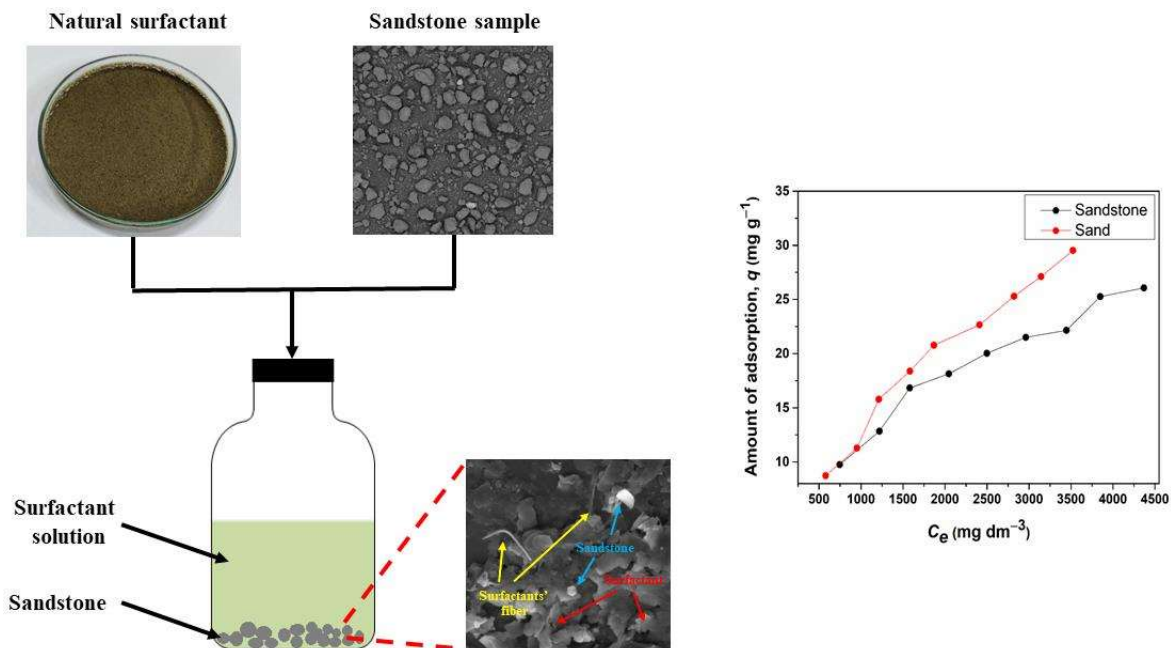 Natural surfactant
Sandstone sample
Surfactant
solution
Sandstone
Sandstone
Surfactants'
fiber
Surfactant
35
30
25
20
15
10
Amount of adsorption, q (mg g⁻¹)
Sandstone
Sand
500 1000 1500 2000 2500 3000 3500 4000 4500
Cₑ (mg dm⁻³)